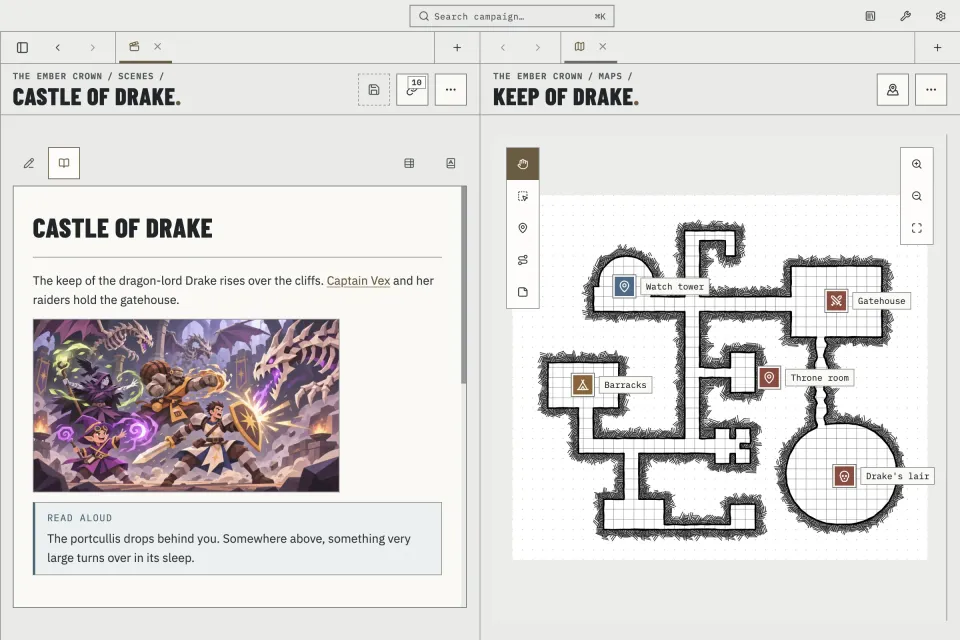 Search campaign… ⌘K
THE EMBER CROWN / SCENES /
CASTLE OF DRAKE.
10
CASTLE OF DRAKE
The keep of the dragon-lord Drake rises over the cliffs. Captain Vex and her
raiders hold the gatehouse.
READ ALOUD
The portcullis drops behind you. Somewhere above, something very
large turns over in its sleep.
THE EMBER CROWN / MAPS /
KEEP OF DRAKE.
Watch tower
Gatehouse
Throne room
Barracks
Drake's lair